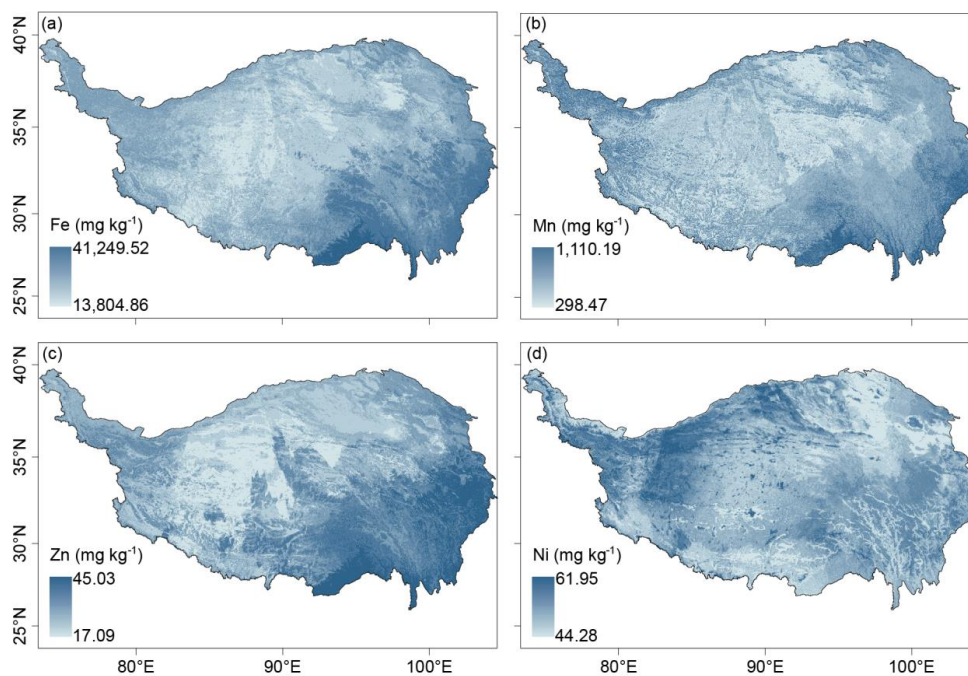 (a)
(b)
40°N
35°N
30°N
25°N
Fe (mg kg⁻¹)
41,249.52
13,804.86
Mn (mg kg⁻¹)
1,110.19
298.47
(c)
(d)
40°N
35°N
30°N
25°N
Zn (mg kg⁻¹)
45.03
17.09
Ni (mg kg⁻¹)
61.95
44.28
80°E 90°E 100°E 80°E 90°E 100°E